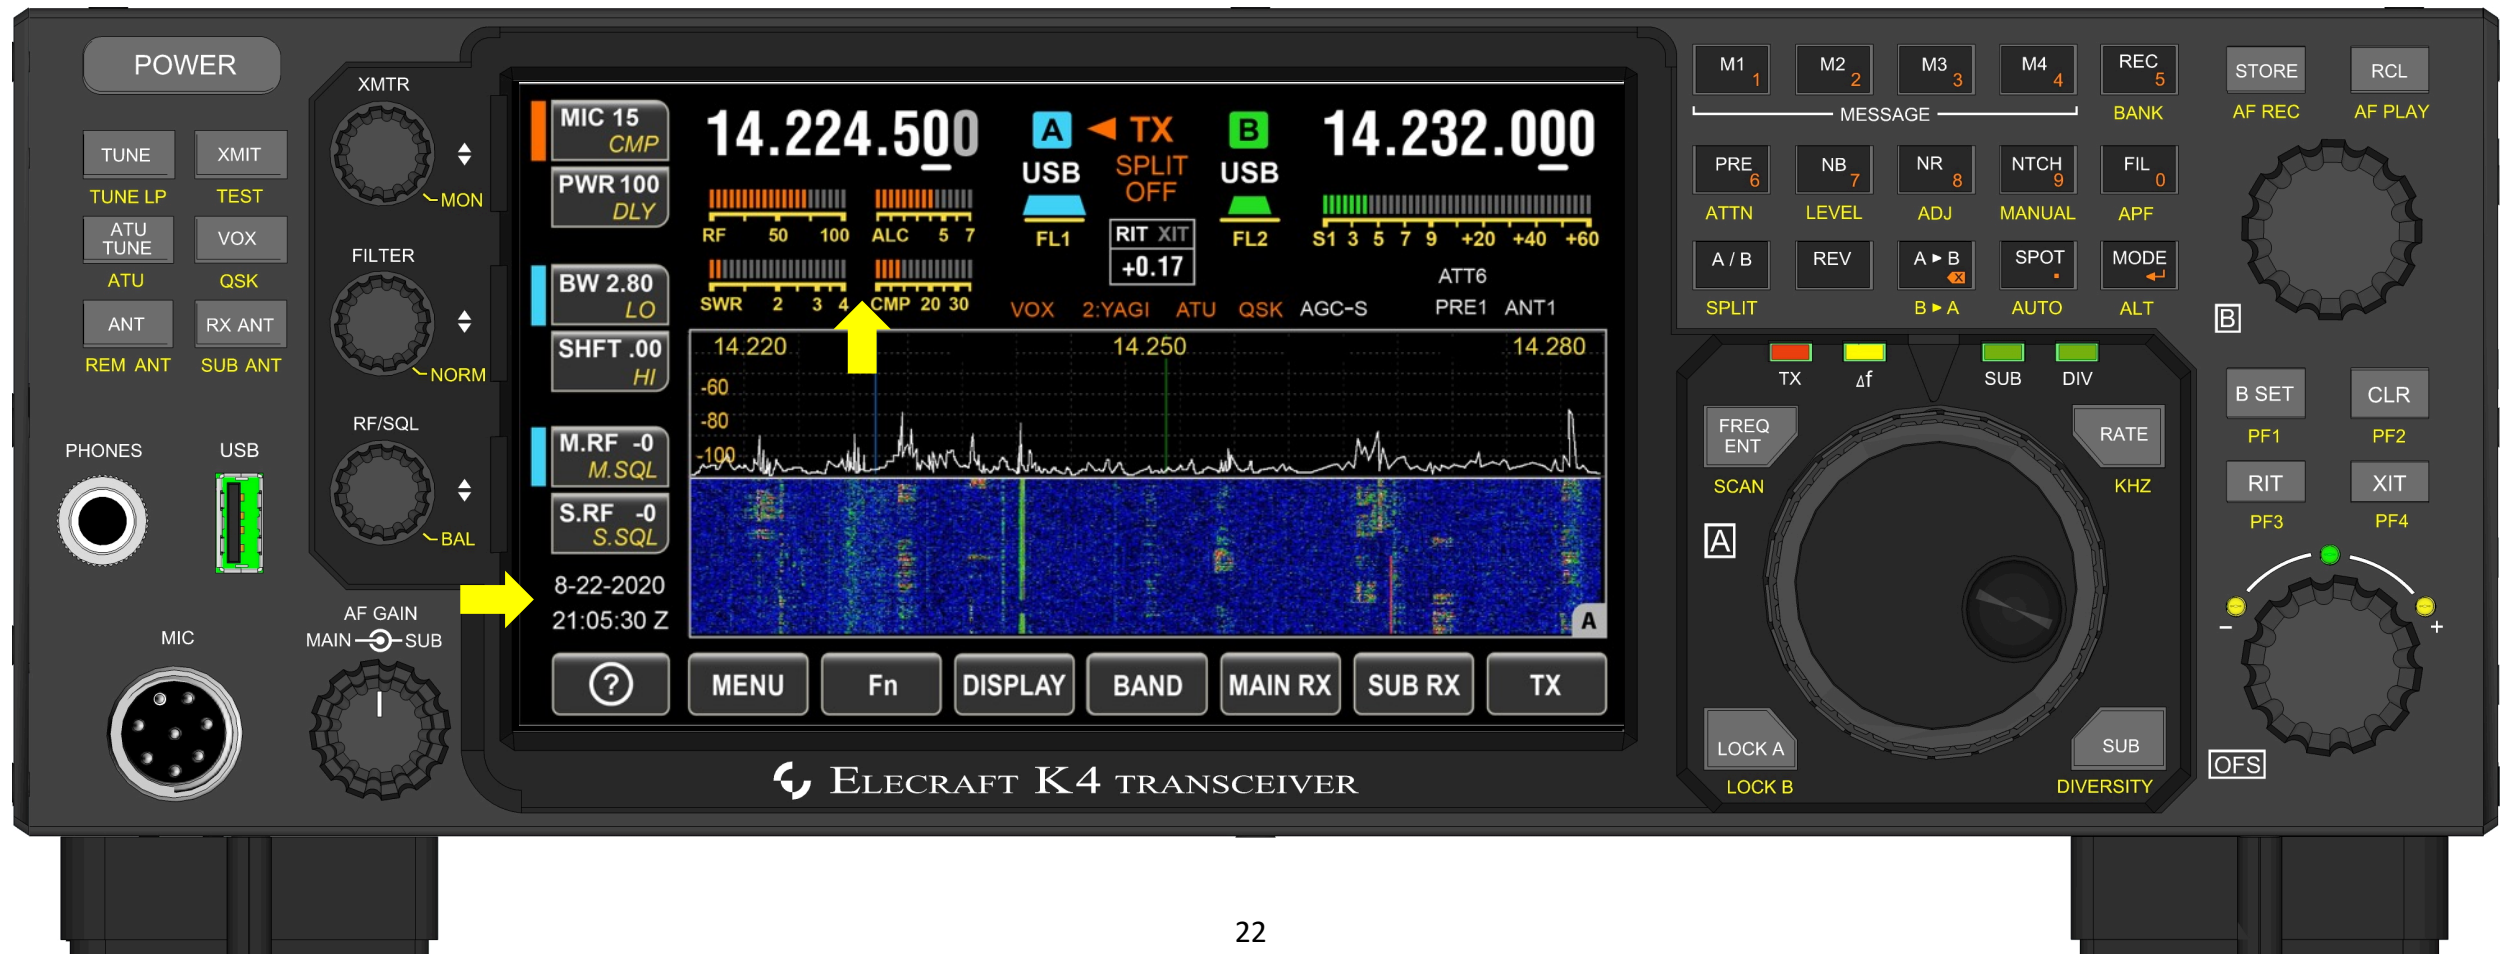 POWER
TUNE
XMIT
TUNE LP
TEST
ATU
TUNE
VOX
ATU
QSK
ANT
RX ANT
REM ANT
SUB ANT
PHONES
USB
MIC
XMTR
MON
FILTER
NORM
RF/SQL
BAL
AF GAIN
MAIN
SUB
MIC 15
CMP
PWR 100
DLY
BW 2.80
LO
SHFT .00
HI
M.RF -0
M.SQL
S.RF -0
S.SQL
8-22-2020
21:05:30 Z
14.224.500
A
TX
B
14.232.000
USB
SPLIT
OFF
USB
RF 50 100
ALC 5 7
FL1
RIT XIT
+0.17
FL2
S1 3 5 7 9 +20 +40 +60
SWR 2 3 4
CMP 20 30
ATT6
VOX 2:YAGI ATU QSK AGC-S
PRE1 ANT1
14.220 14.250 14.280
-60
-80
-100
A
?
MENU
Fn
DISPLAY
BAND
MAIN RX
SUB RX
TX
ELECRAFT K4 TRANSCEIVER
M1 1
M2 2
M3 3
M4 4
REC 5
MESSAGE
BANK
PRE 6
NB 7
NR 8
NTCH 9
FIL 0
ATTN
LEVEL
ADJ
MANUAL
APF
A / B
REV
A ▸ B
SPOT .
MODE
SPLIT
B ▸ A
AUTO
ALT
STORE
RCL
AF REC
AF PLAY
B
TX
Δf
SUB
DIV
FREQ
ENT
RATE
SCAN
KHZ
A
LOCK A
SUB
LOCK B
DIVERSITY
B SET
CLR
PF1
PF2
RIT
XIT
PF3
PF4
− +
OFS
22